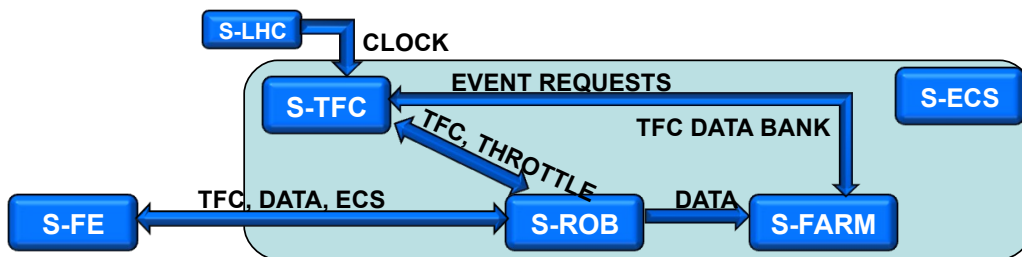 S-LHC
CLOCK
EVENT REQUESTS
S-TFC
S-ECS
TFC, THROTTLE
TFC DATA BANK
TFC, DATA, ECS
DATA
S-FE
S-ROB
S-FARM